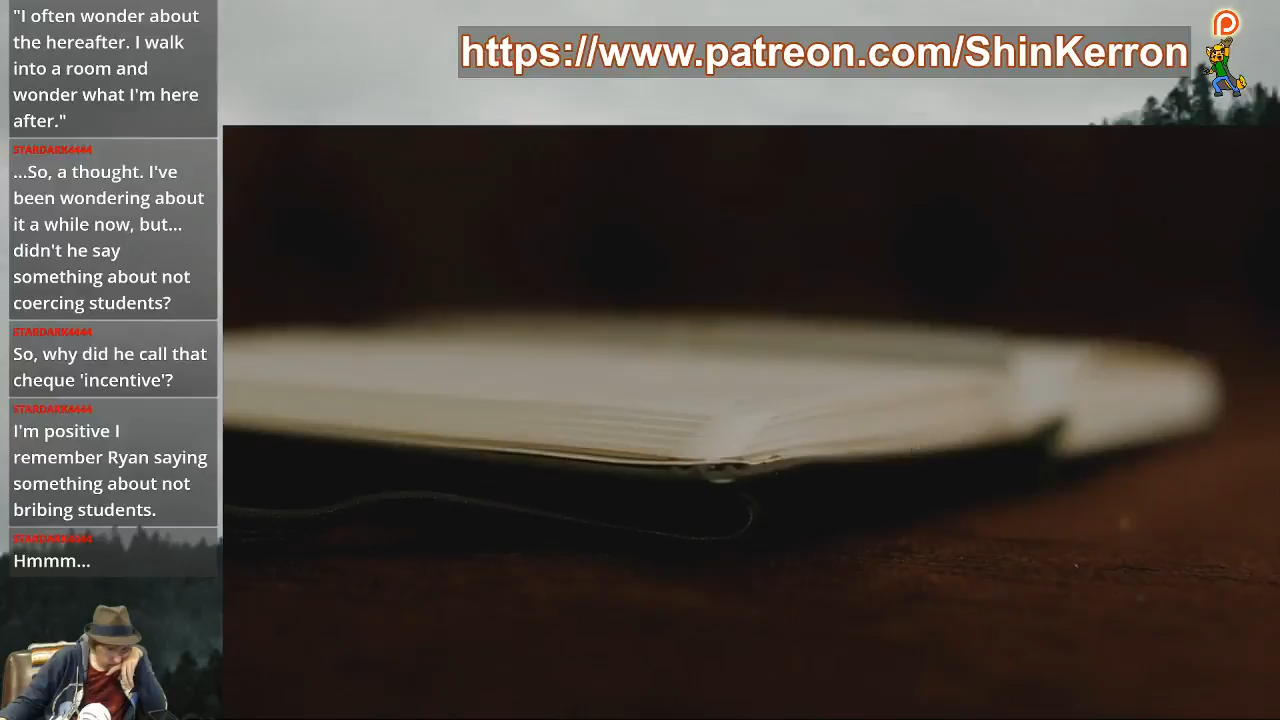 "I often wonder about
the hereafter. I walk
into a room and
wonder what I'm here
after."
https://www.patreon.com/ShinKerron
STARDARK4444
...So, a thought. I've
been wondering about
it a while now, but...
didn't he say
something about not
coercing students?
STARDARK4444
So, why did he call that
cheque 'incentive'?
STARDARK4444
I'm positive I
remember Ryan saying
something about not
bribing students.
STARDARK4444
Hmmm...